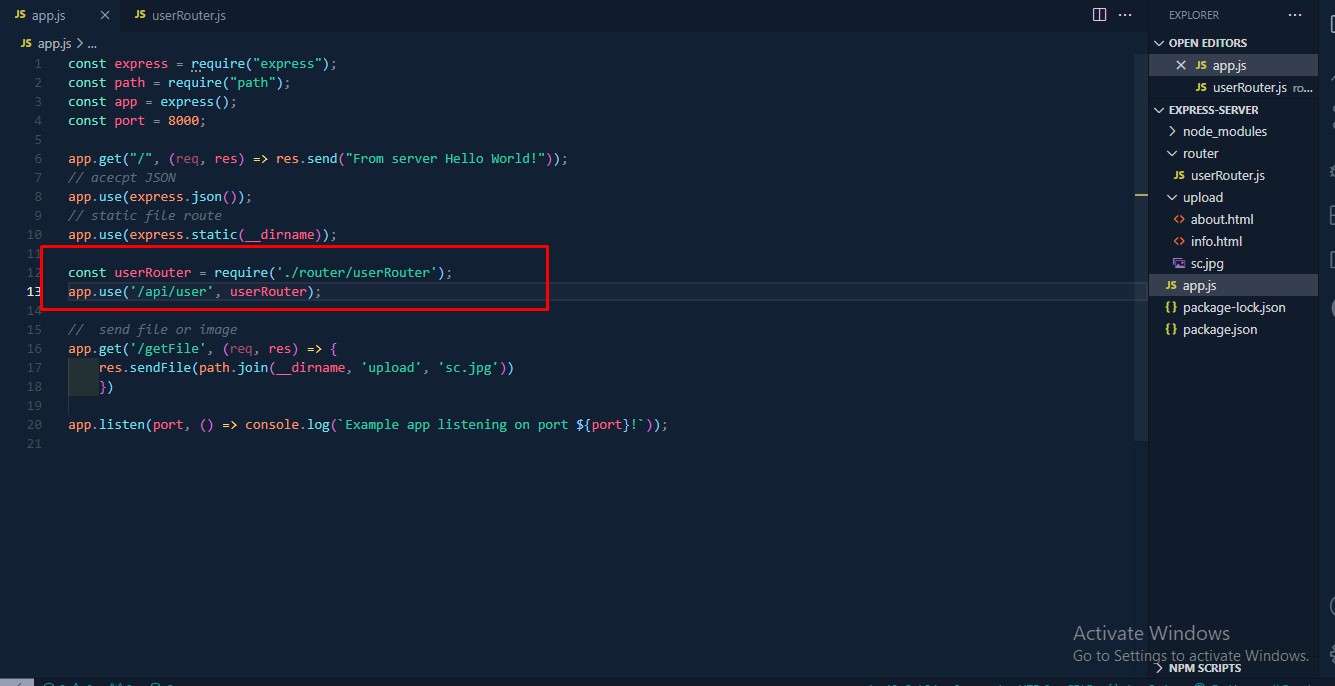 JS app.js × JS userRouter.js
JS app.js > ...
1 const express = require("express");
2 const path = require("path");
3 const app = express();
4 const port = 8000;
5
6 app.get("/", (req, res) => res.send("From server Hello World!"));
7 // acecpt JSON
8 app.use(express.json());
9 // static file route
10 app.use(express.static(__dirname));
11
12 const userRouter = require('./router/userRouter');
13 app.use('/api/user', userRouter);
14
15 //  send file or image
16 app.get('/getFile', (req, res) => {
17     res.sendFile(path.join(__dirname, 'upload', 'sc.jpg'))
18     })
19
20 app.listen(port, () => console.log(`Example app listening on port ${port}!`));
21
EXPLORER ...
OPEN EDITORS
× JS app.js
JS userRouter.js ro...
EXPRESS-SERVER
node_modules
router
JS userRouter.js
upload
<> about.html
<> info.html
sc.jpg
JS app.js
{} package-lock.json
{} package.json
Activate Windows
Go to Settings to activate Windows.
NPM SCRIPTS